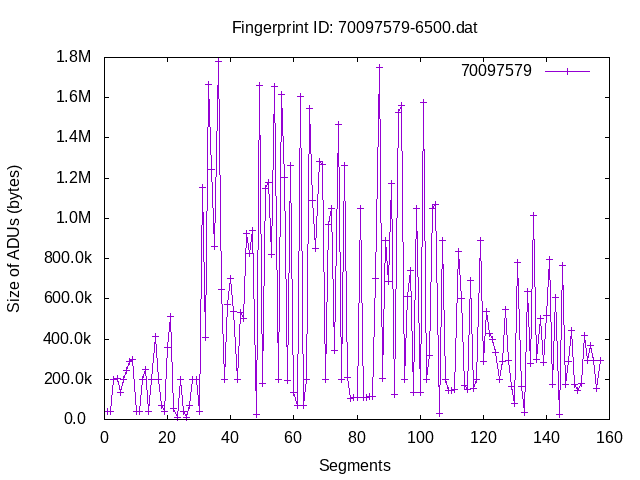 Fingerprint ID: 70097579-6500.dat
70097579
Size of ADUs (bytes)
1.8M
1.6M
1.4M
1.2M
1.0M
800.0k
600.0k
400.0k
200.0k
0.0
0 20 40 60 80 100 120 140 160
Segments